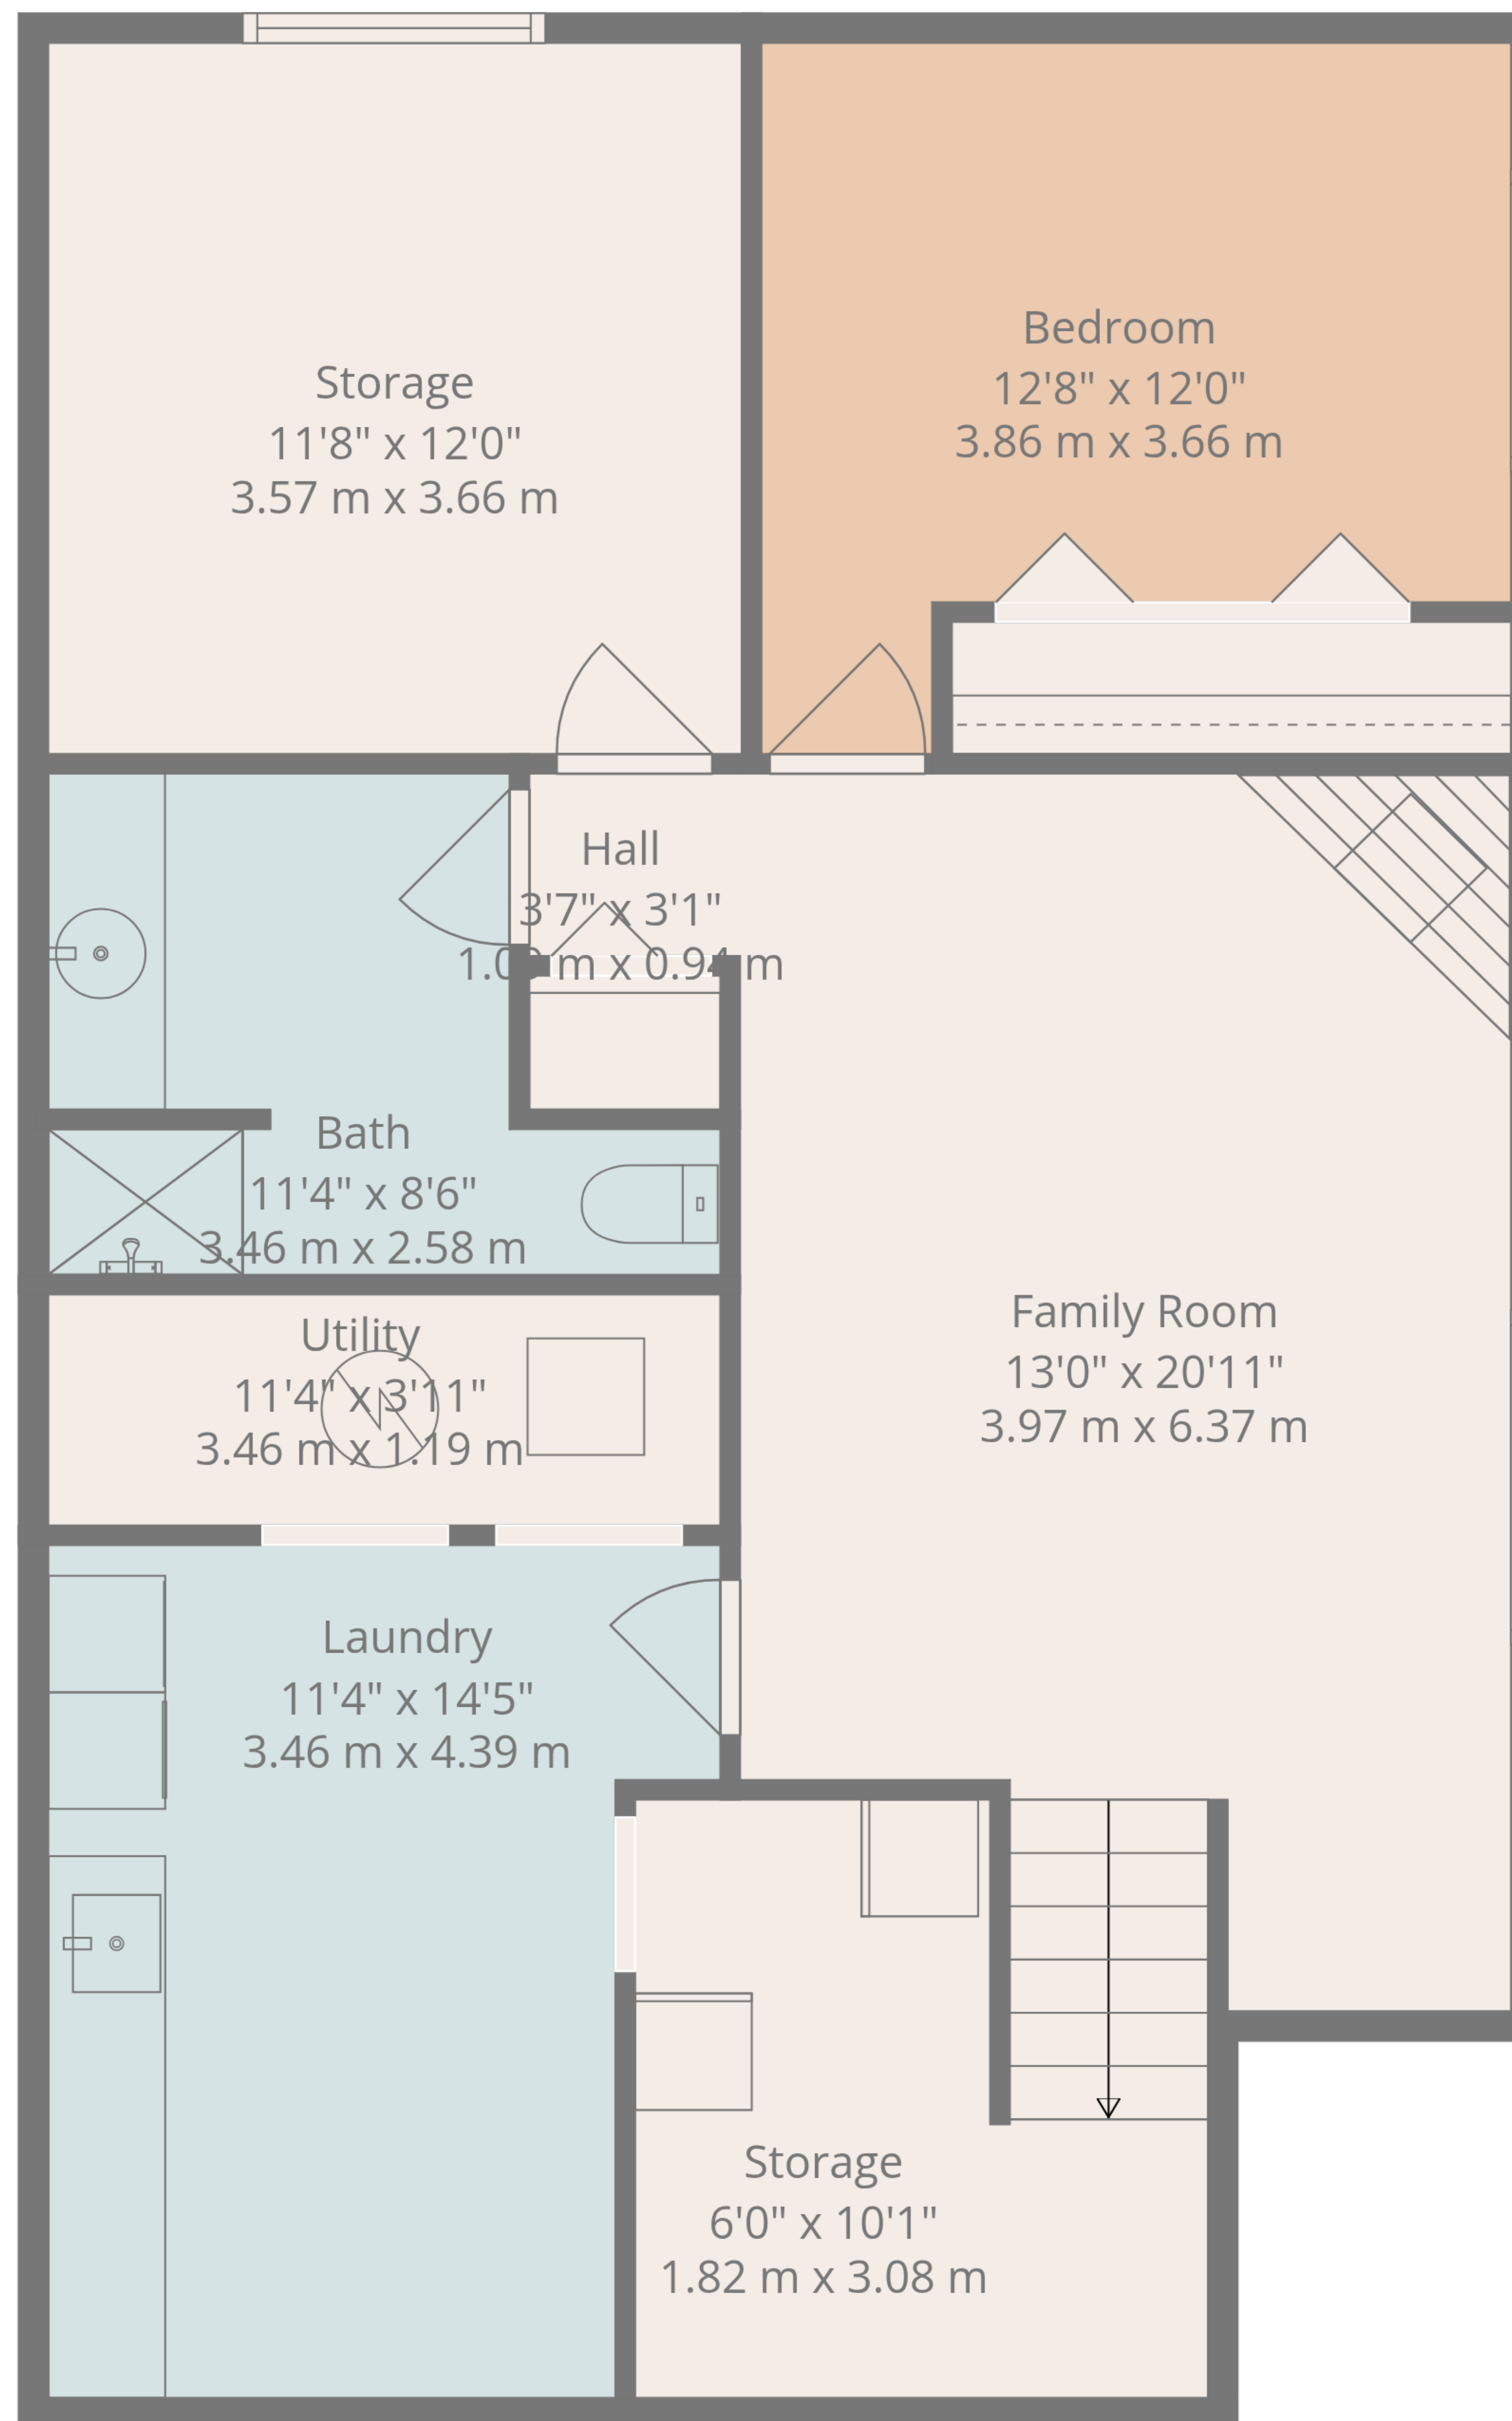 Storage
11'8" x 12'0"
3.57 m x 3.66 m
Bedroom
12'8" x 12'0"
3.86 m x 3.66 m
Hall
3'7" x 3'1"
m x 0.94 m
Bath
11'4" x 8'6"
3.46 m x 2.58 m
Utility
11'4" x 3'11"
3.46 m x 1.19 m
Family Room
13'0" x 20'11"
3.97 m x 6.37 m
Laundry
11'4" x 14'5"
3.46 m x 4.39 m
Storage
6'0" x 10'1"
1.82 m x 3.08 m